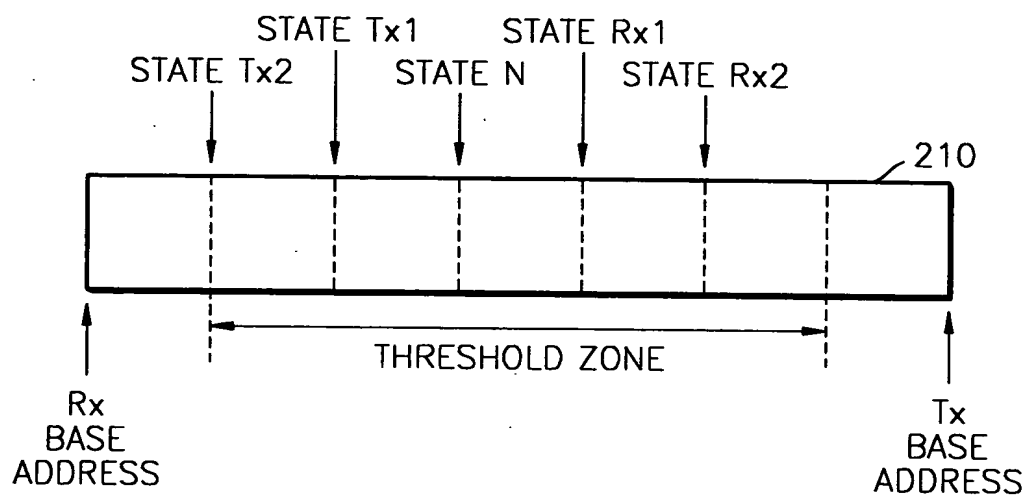 STATE Tx1
STATE Rx1
STATE Tx2
STATE N
STATE Rx2
210
THRESHOLD ZONE
Rx
BASE
ADDRESS
Tx
BASE
ADDRESS